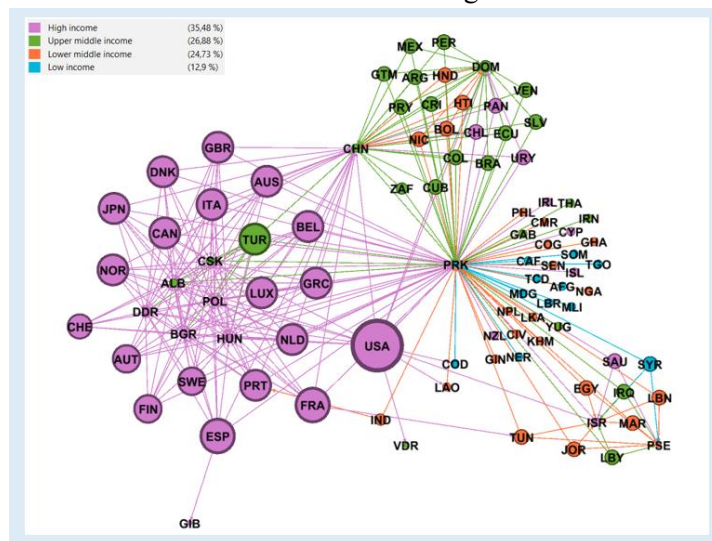 High income (35,48 %)
Upper middle income (26,88 %)
Lower middle income (24,73 %)
Low income (12,9 %)
MEX PER
GTM ARG HND DOM
VEN
PRY CRI HTI PAN
SLV
NIC BOL CHL ECU
CHN COL BRA URY
ZAF CUB
GBR
DNK AUS
JPN ITA
CAN BEL
TUR
NOR CSK
ALB LUX GRC
POL
DDR
CHE BGR HUN NLD USA
AUT
SWE PRT
FIN FRA
ESP
GIB
PRK
IRL THA
PHL IRN
CMR
GAB CYP
COG GHA
CAF SOM
SEN TGO
TCD ISL
MDG AFG NGA
LBR MLI
NPL LKA YUG
NZL CIV KHM
GIN NER
COD
LAO
IND
VDR
SAU SYR
EGY IRQ LBN
ISR MAR
TUN
JOR LBY PSE